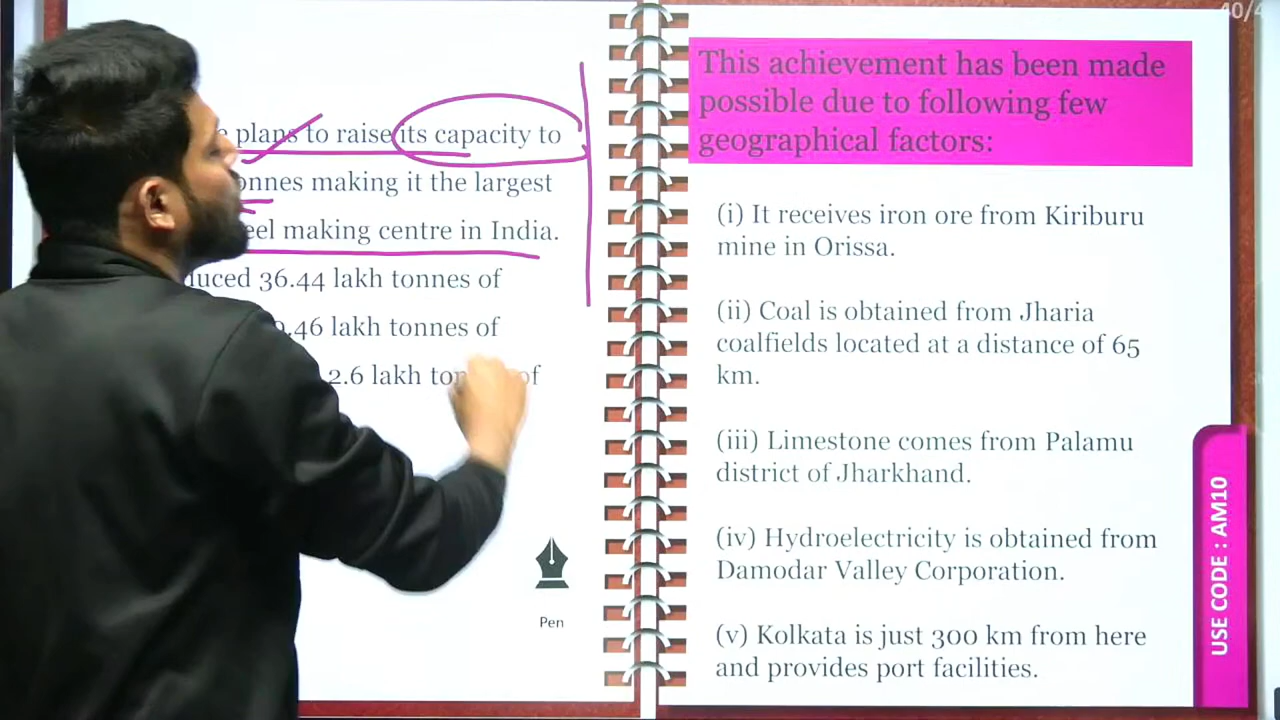 plans to raise its capacity to
onnes making it the largest
making centre in India.
36.44 lakh tonnes of
.46 lakh tonnes of
2.6 lakh of
Pen
This achievement has been made
possible due to following few
geographical factors:
(i) It receives iron ore from Kiriburu
mine in Orissa.
(ii) Coal is obtained from Jharia
coalfields located at a distance of 65
km.
(iii) Limestone comes from Palamu
district of Jharkhand.
(iv) Hydroelectricity is obtained from
Damodar Valley Corporation.
(v) Kolkata is just 300 km from here
and provides port facilities.
USE CODE : AM10